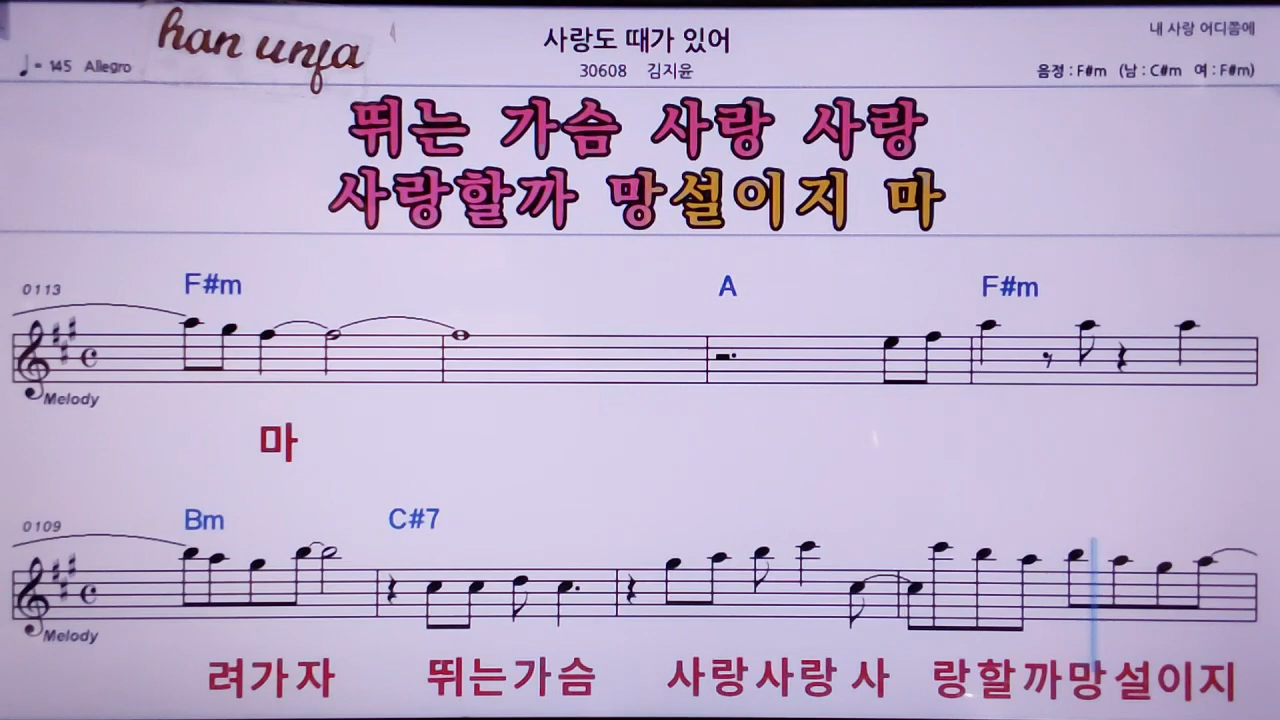 han unja
사랑도 때가 있어
내 사랑 어디쯤에
♩= 145 Allegro
30608 김지윤
음정 : F#m (남 : C#m 여 : F#m)
뛰는 가슴 사랑 사랑
사랑할까 망설이지 마
0113 F#m A F#m
Melody
마
0109 Bm C#7
Melody
려가자 뛰는가슴 사랑사랑 사 랑할까망설이지